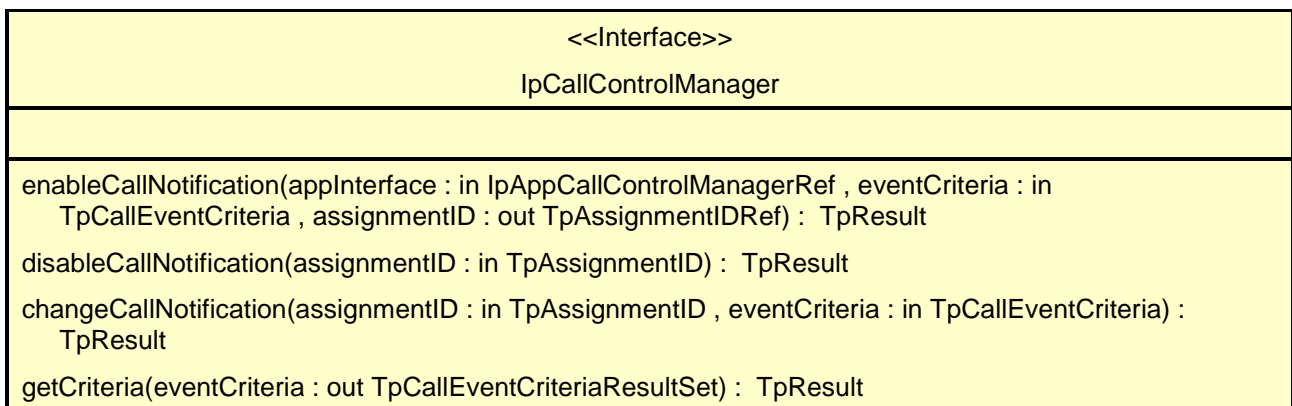 <<Interface>>
IpCallControlManager
enableCallNotification(appInterface : in IpAppCallControlManagerRef , eventCriteria : in
TpCallEventCriteria , assignmentID : out TpAssignmentIDRef) : TpResult
disableCallNotification(assignmentID : in TpAssignmentID) : TpResult
changeCallNotification(assignmentID : in TpAssignmentID , eventCriteria : in TpCallEventCriteria) :
TpResult
getCriteria(eventCriteria : out TpCallEventCriteriaResultSet) : TpResult